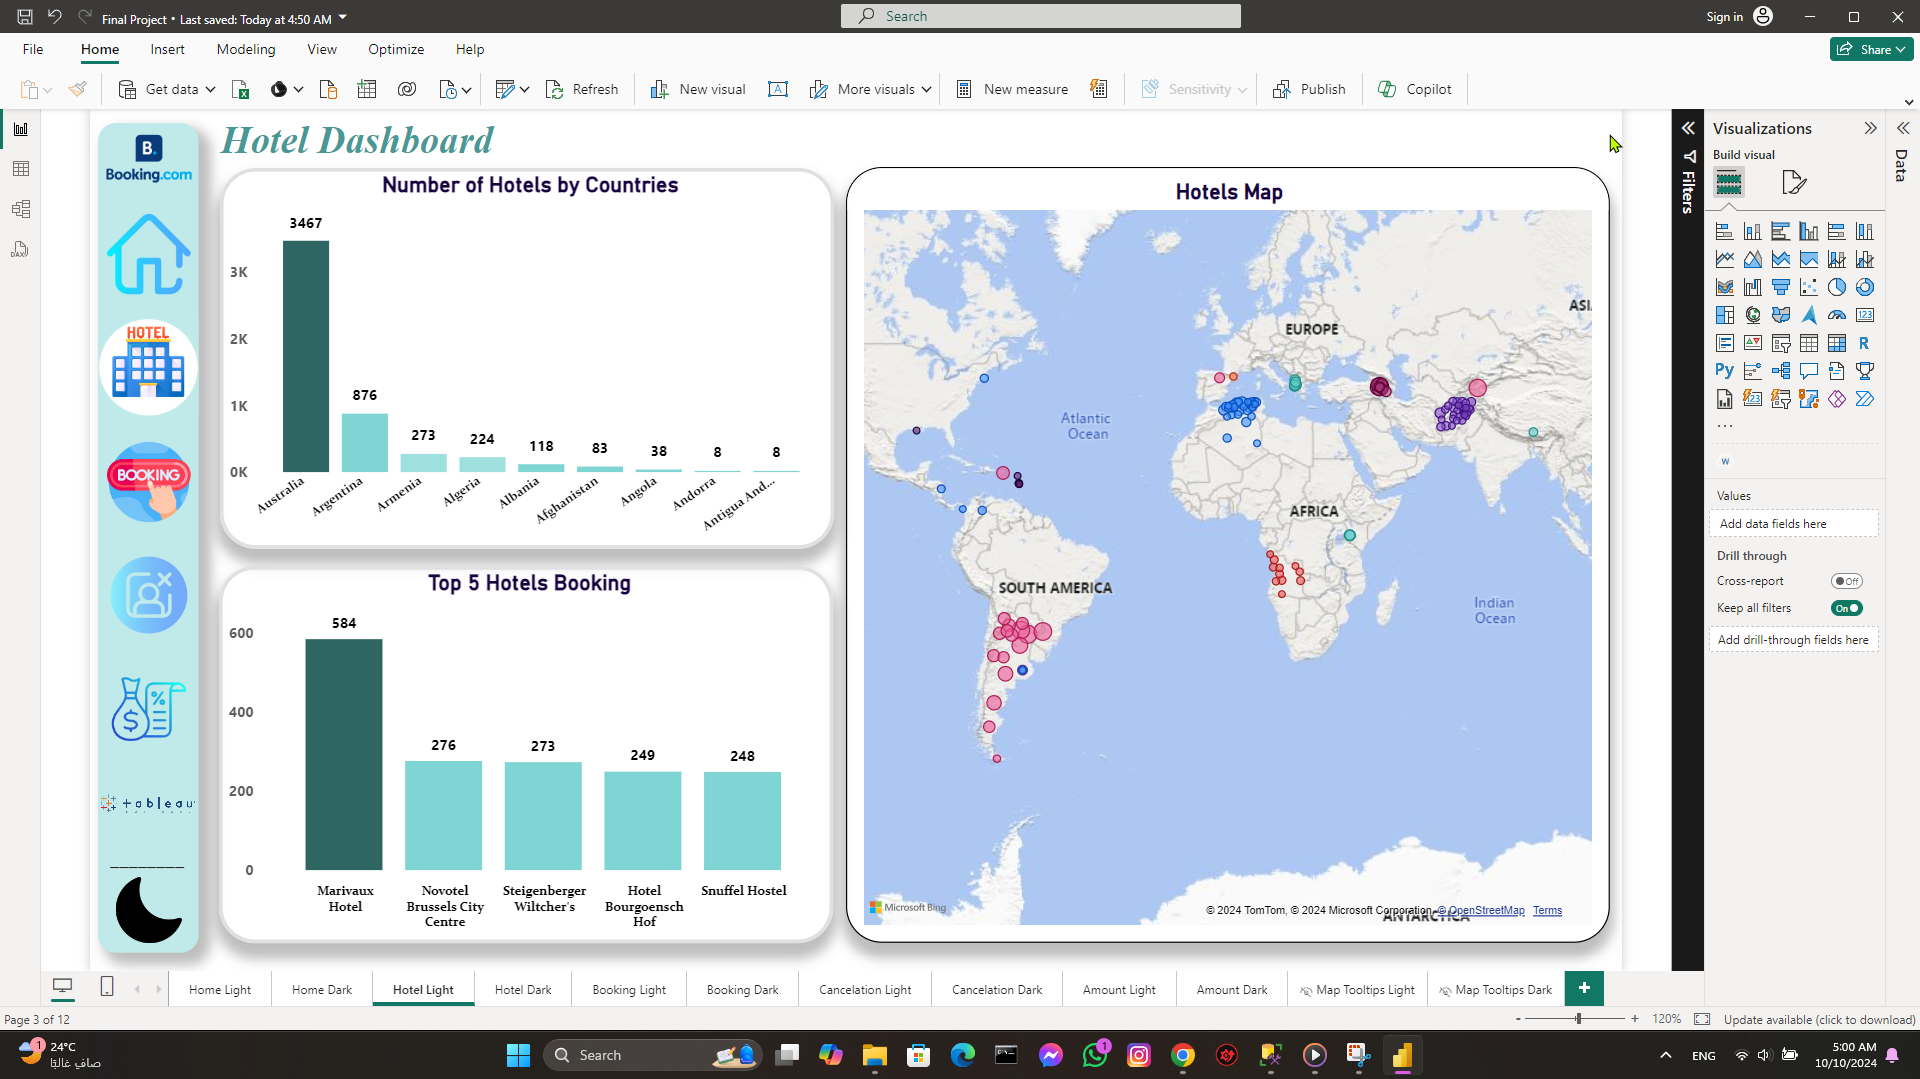 Final Project • Last saved: Today at 4:50 AM
Search
Sign in
File
Home
Insert
Modeling
View
Optimize
Help
Share
Get data
Refresh
New visual
More visuals
New measure
Sensitivity
Publish
Copilot
B.
Booking.com
HOTEL
BOOKING
+ a b l e a u
Hotel Dashboard
Number of Hotels by Countries
3467
3K
2K
876
1K
273
224
118
83
38
8
8
0K
Australia
Argentina
Armenia
Algeria
Albania
Afghanistan
Angola
Andorra
Antigua And...
Top 5 Hotels Booking
584
600
400
276
273
249
248
200
0
Marivaux
Hotel
Novotel
Brussels City
Centre
Steigenberger
Wiltcher's
Hotel
Bourgoensch
Hof
Snuffel Hostel
Hotels Map
ASI
EUROPE
Atlantic
Ocean
AFRICA
SOUTH AMERICA
Indian
Ocean
ANTARCTICA
Microsoft Bing
© 2024 TomTom, © 2024 Microsoft Corporation, © OpenStreetMap Terms
Filters
Visualizations
Build visual
123
R
Py
123
...
W
Values
Add data fields here
Drill through
Cross-report
Off
Keep all filters
On
Add drill-through fields here
Data
DAX
Home Light
Home Dark
Hotel Light
Hotel Dark
Booking Light
Booking Dark
Cancelation Light
Cancelation Dark
Amount Light
Amount Dark
Map Tooltips Light
Map Tooltips Dark
+
Page 3 of 12
- + 120%
Update available (click to download)
1
24°C
صافٍ غالبًا
Search
1
ENG
5:00 AM
10/10/2024